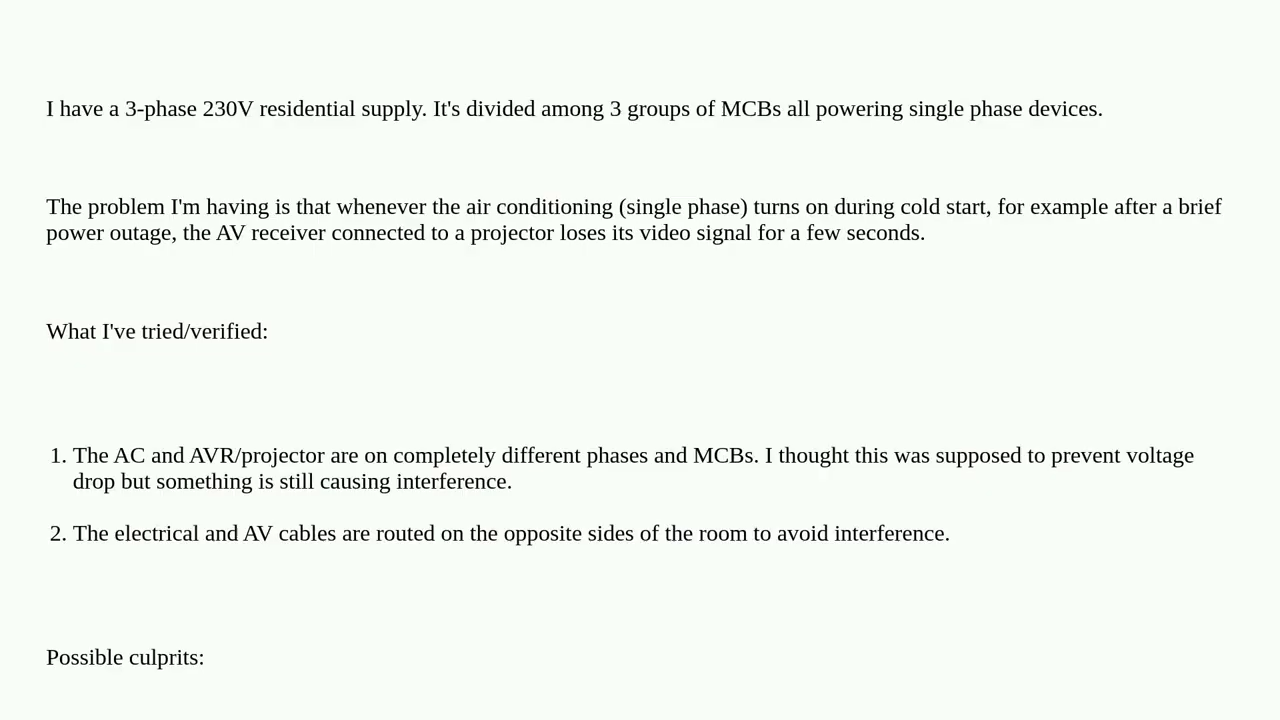 I have a 3-phase 230V residential supply. It's divided among 3 groups of MCBs all powering single phase devices.
The problem I'm having is that whenever the air conditioning (single phase) turns on during cold start, for example after a brief
power outage, the AV receiver connected to a projector loses its video signal for a few seconds.
What I've tried/verified:
1. The AC and AVR/projector are on completely different phases and MCBs. I thought this was supposed to prevent voltage
drop but something is still causing interference.
2. The electrical and AV cables are routed on the opposite sides of the room to avoid interference.
Possible culprits: